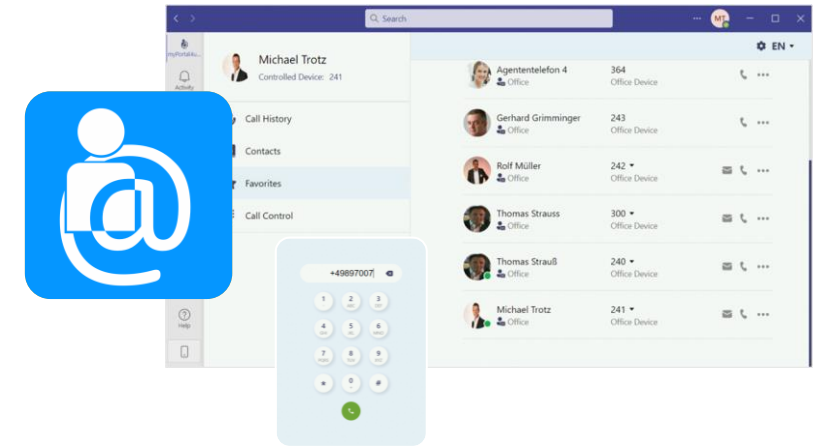 Search
MT
myPortal4u...
Activity
Help
Michael Trotz
Controlled Device: 241
Call History
Contacts
Favorites
Call Control
EN
Agententelefon 4
Office
364
Office Device
Gerhard Grimminger
Office
243
Office Device
Rolf Müller
Office
242
Office Device
Thomas Strauss
Office
300
Office Device
Thomas Strauß
Office
240
Office Device
Michael Trotz
Office
241
Office Device
+49897007
1 2 3
4 5 6
7 8 9
* 0 #